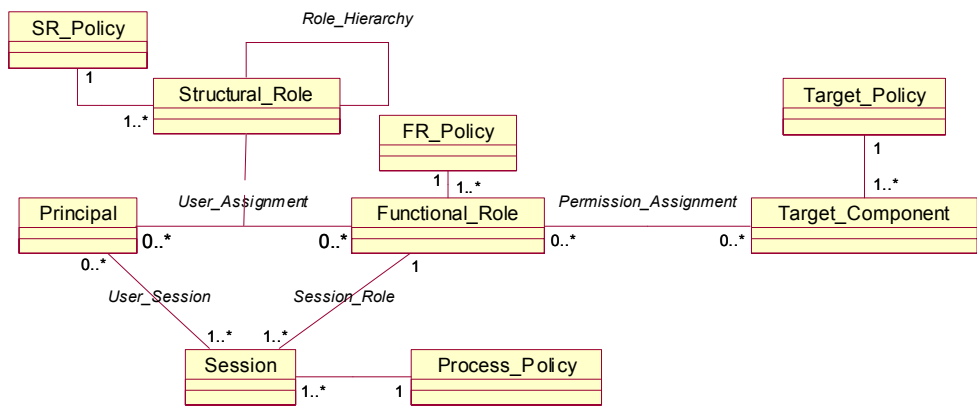 Role_Hierarchy
SR_Policy
1
Structural_Role
1..*
Target_Policy
1
FR_Policy
1
1..*
1..*
User_Assignment
Permission_Assignment
Principal
Functional_Role
Target_Component
0..*
0..*
0..*
0..*
0..*
1
User_Session
Session_Role
1..*
1..*
Session
Process_Policy
1..*
1